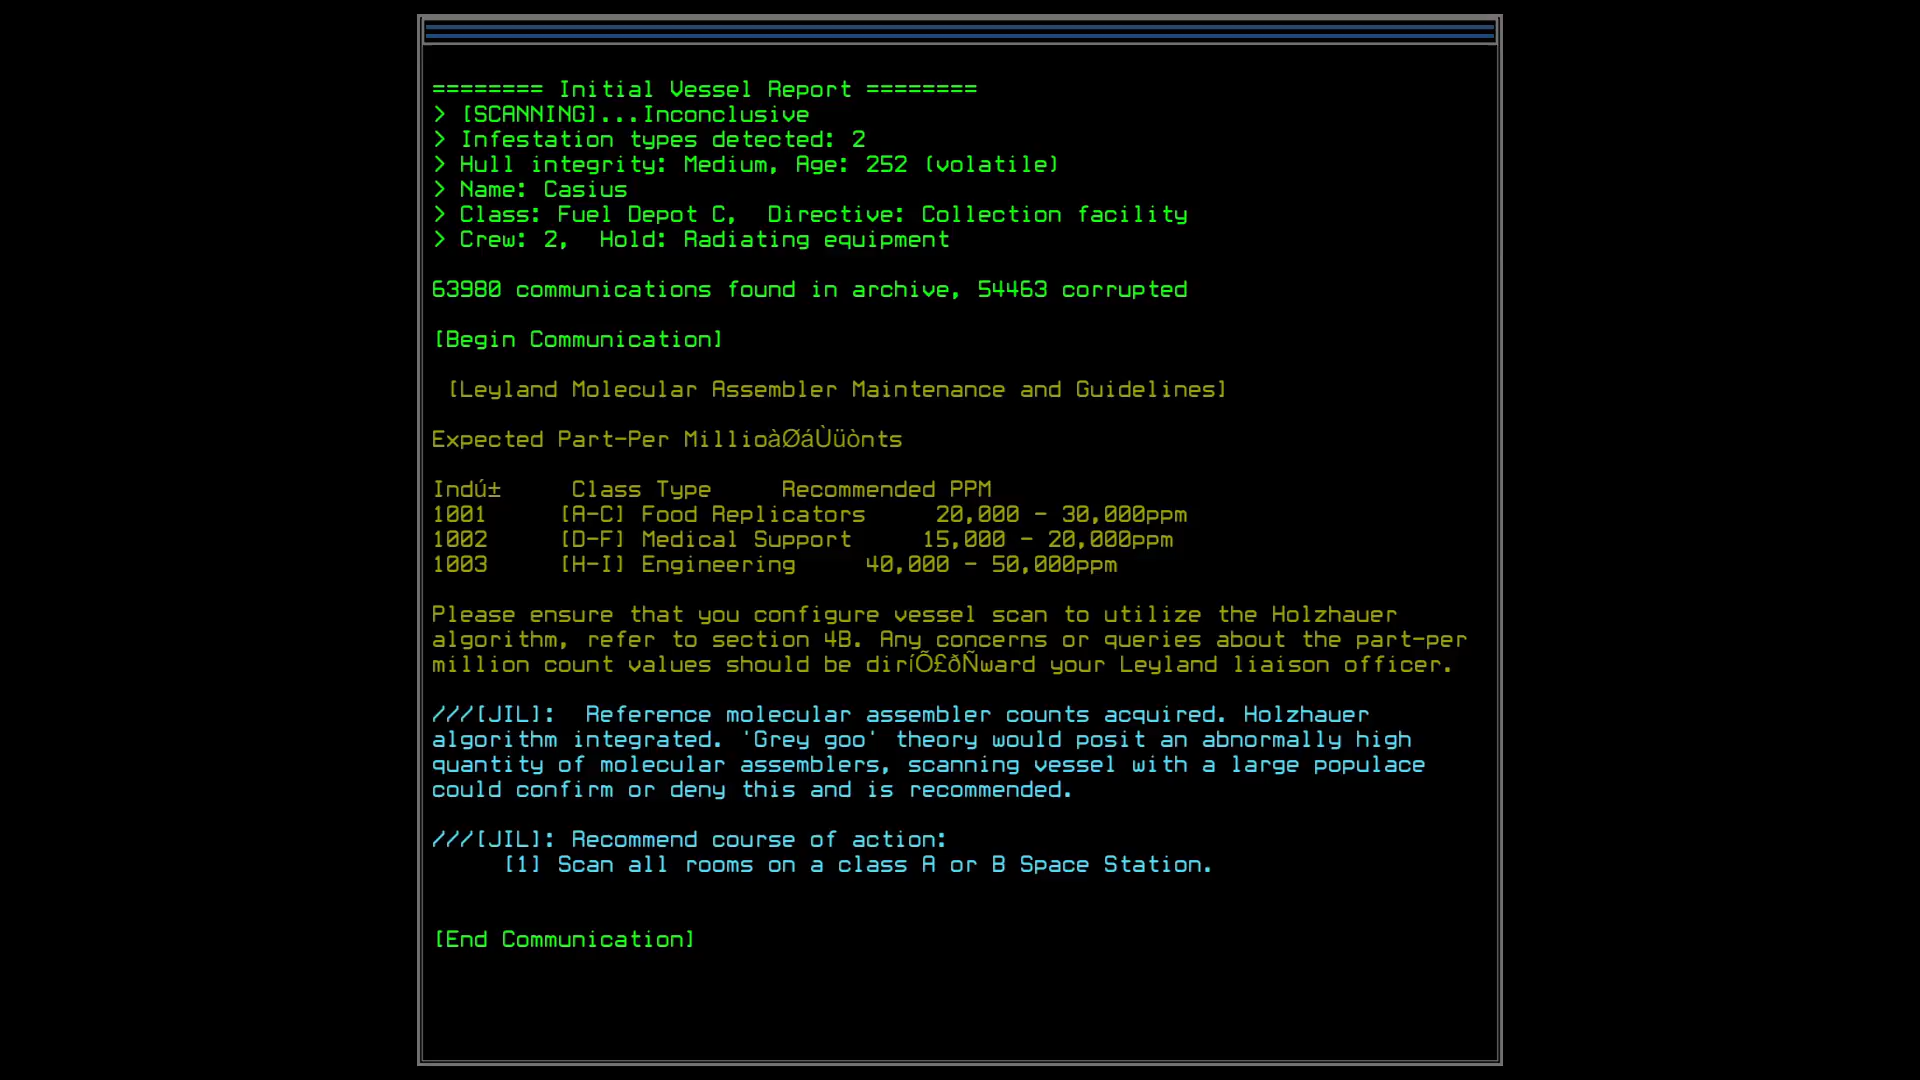 ======== Initial Vessel Report ========
> [SCANNING]...Inconclusive
> Infestation types detected: 2
> Hull integrity: Medium, Age: 252 (volatile)
> Name: Casius
> Class: Fuel Depot C,  Directive: Collection facility
> Crew: 2,  Hold: Radiating equipment
63980 communications found in archive, 54463 corrupted
[Begin Communication]
[Leyland Molecular Assembler Maintenance and Guidelines]
Expected Part-Per MillioàØáÙüònts
Indú±     Class Type     Recommended PPM
1001     [A-C] Food Replicators     20,000 - 30,000ppm
1002     [D-F] Medical Support     15,000 - 20,000ppm
1003     [H-I] Engineering     40,000 - 50,000ppm
Please ensure that you configure vessel scan to utilize the Holzhauer
algorithm, refer to section 4B. Any concerns or queries about the part-per
million count values should be diríÕ£ðÑward your Leyland liaison officer.
///[JIL]:  Reference molecular assembler counts acquired. Holzhauer
algorithm integrated. 'Grey goo' theory would posit an abnormally high
quantity of molecular assemblers, scanning vessel with a large populace
could confirm or deny this and is recommended.
///[JIL]: Recommend course of action:
[1] Scan all rooms on a class A or B Space Station.
[End Communication]